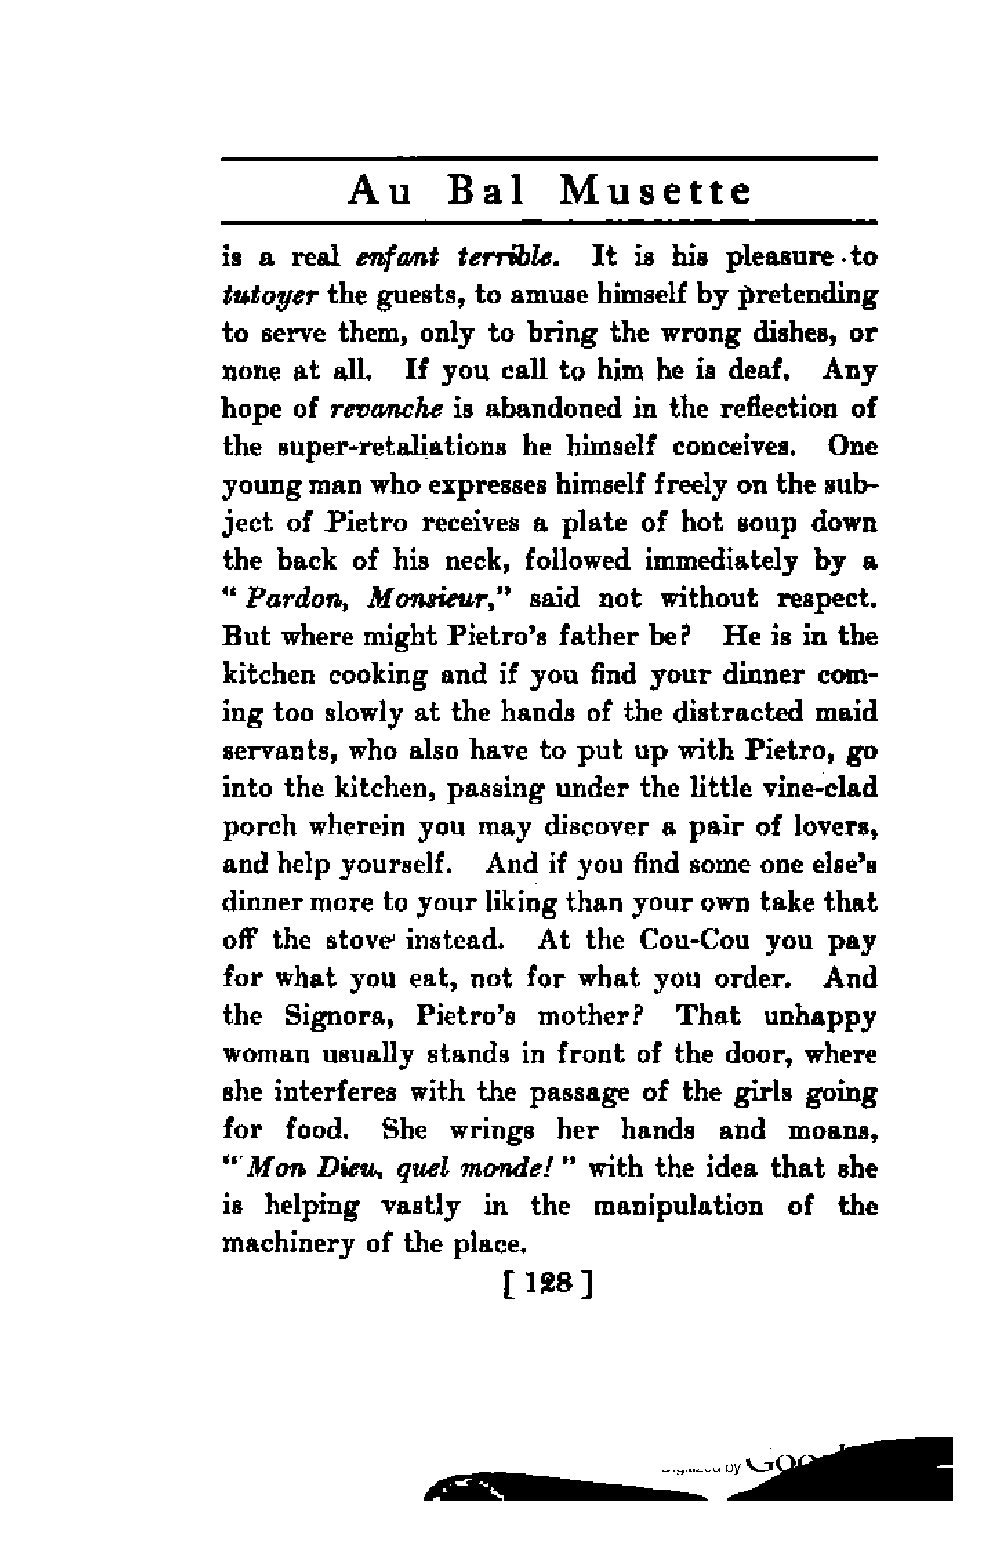 Au Bal Musette
is a real enfant terrible. It is his pleasure to
tutoyer the guests, to amuse himself by pretending
to serve them, only to bring the wrong dishes, or
none at all. If you call to him he is deaf. Any
hope of revanche is abandoned in the reflection of
the super-retaliations he himself conceives. One
young man who expresses himself freely on the sub-
ject of Pietro receives a plate of hot soup down
the back of his neck, followed immediately by a
" Pardon, Monsieur," said not without respect.
But where might Pietro's father be? He is in the
kitchen cooking and if you find your dinner com-
ing too slowly at the hands of the distracted maid
servants, who also have to put up with Pietro, go
into the kitchen, passing under the little vine-clad
porch wherein you may discover a pair of lovers,
and help yourself. And if you find some one else's
dinner more to your liking than your own take that
off the stove instead. At the Cou-Cou you pay
for what you eat, not for what you order. And
the Signora, Pietro's mother? That unhappy
woman usually stands in front of the door, where
she interferes with the passage of the girls going
for food. She wrings her hands and moans,
" Mon Dieu, quel monde! " with the idea that she
is helping vastly in the manipulation of the
machinery of the place.
[ 128 ]
by